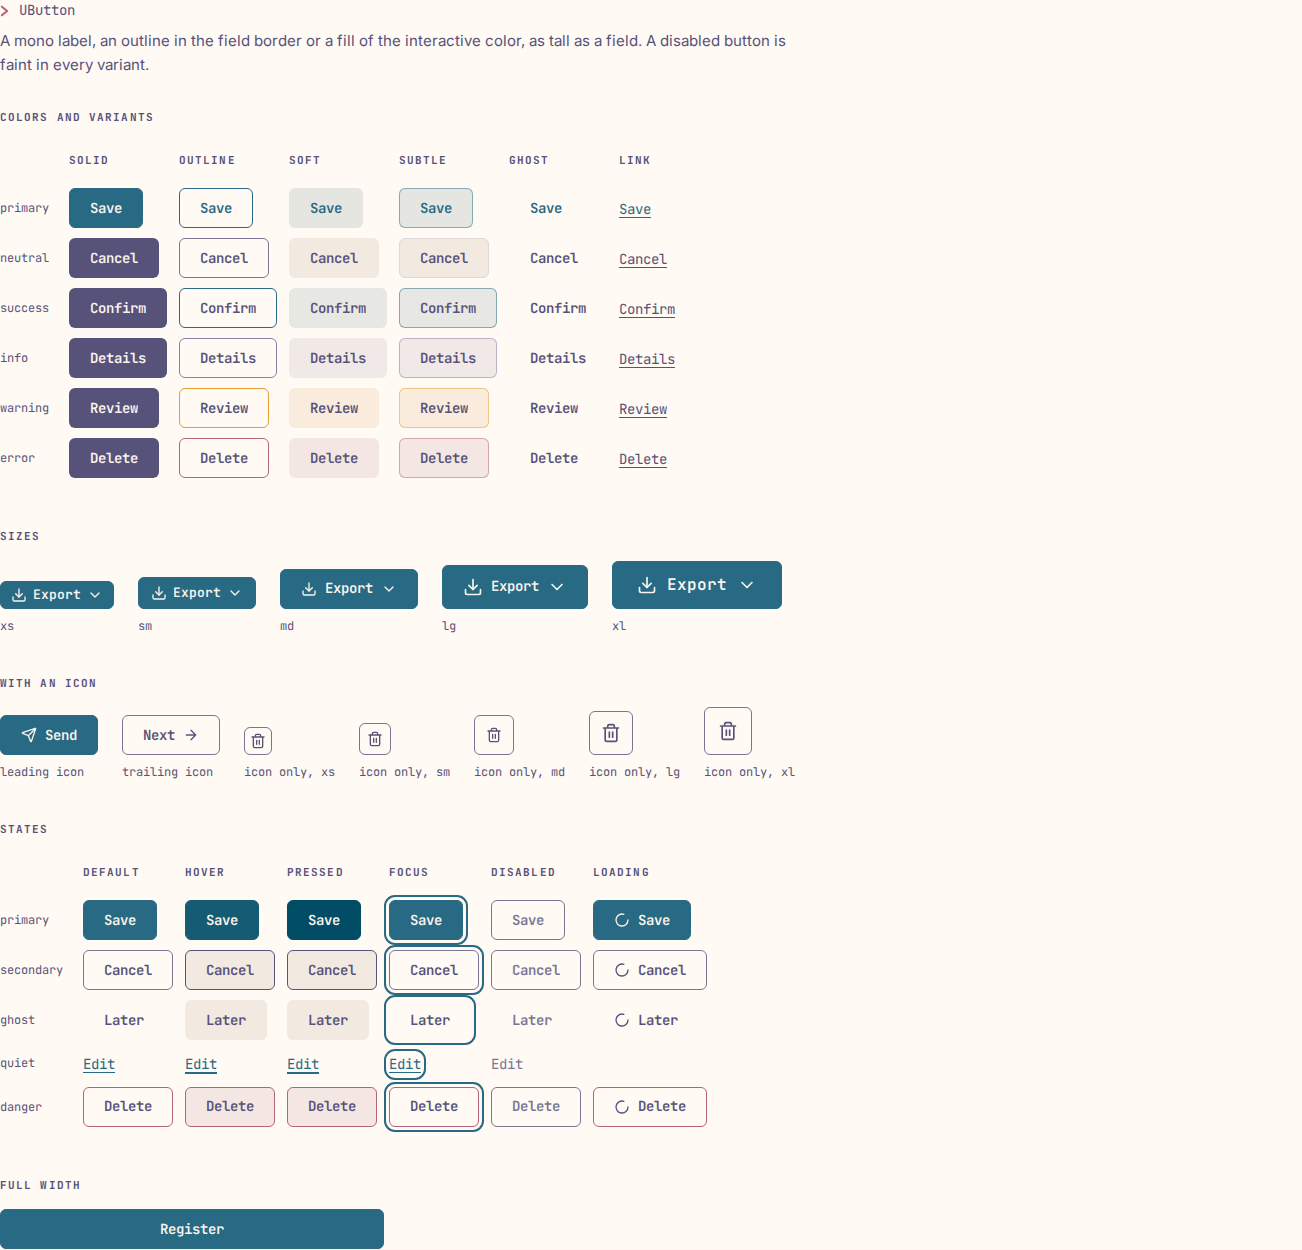 UButton
A mono label, an outline in the field border or a fill of the interactive color, as tall as a field. A disabled button is
faint in every variant.
COLORS AND VARIANTS
SOLID OUTLINE SOFT SUBTLE GHOST LINK
primary Save Save Save Save Save Save
neutral Cancel Cancel Cancel Cancel Cancel Cancel
success Confirm Confirm Confirm Confirm Confirm Confirm
info Details Details Details Details Details Details
warning Review Review Review Review Review Review
error Delete Delete Delete Delete Delete Delete
SIZES
Export Export Export Export Export
xs sm md lg xl
WITH AN ICON
Send Next
leading icon trailing icon icon only, xs icon only, sm icon only, md icon only, lg icon only, xl
STATES
DEFAULT HOVER PRESSED FOCUS DISABLED LOADING
primary Save Save Save Save Save Save
secondary Cancel Cancel Cancel Cancel Cancel Cancel
ghost Later Later Later Later Later Later
quiet Edit Edit Edit Edit Edit
danger Delete Delete Delete Delete Delete Delete
FULL WIDTH
Register